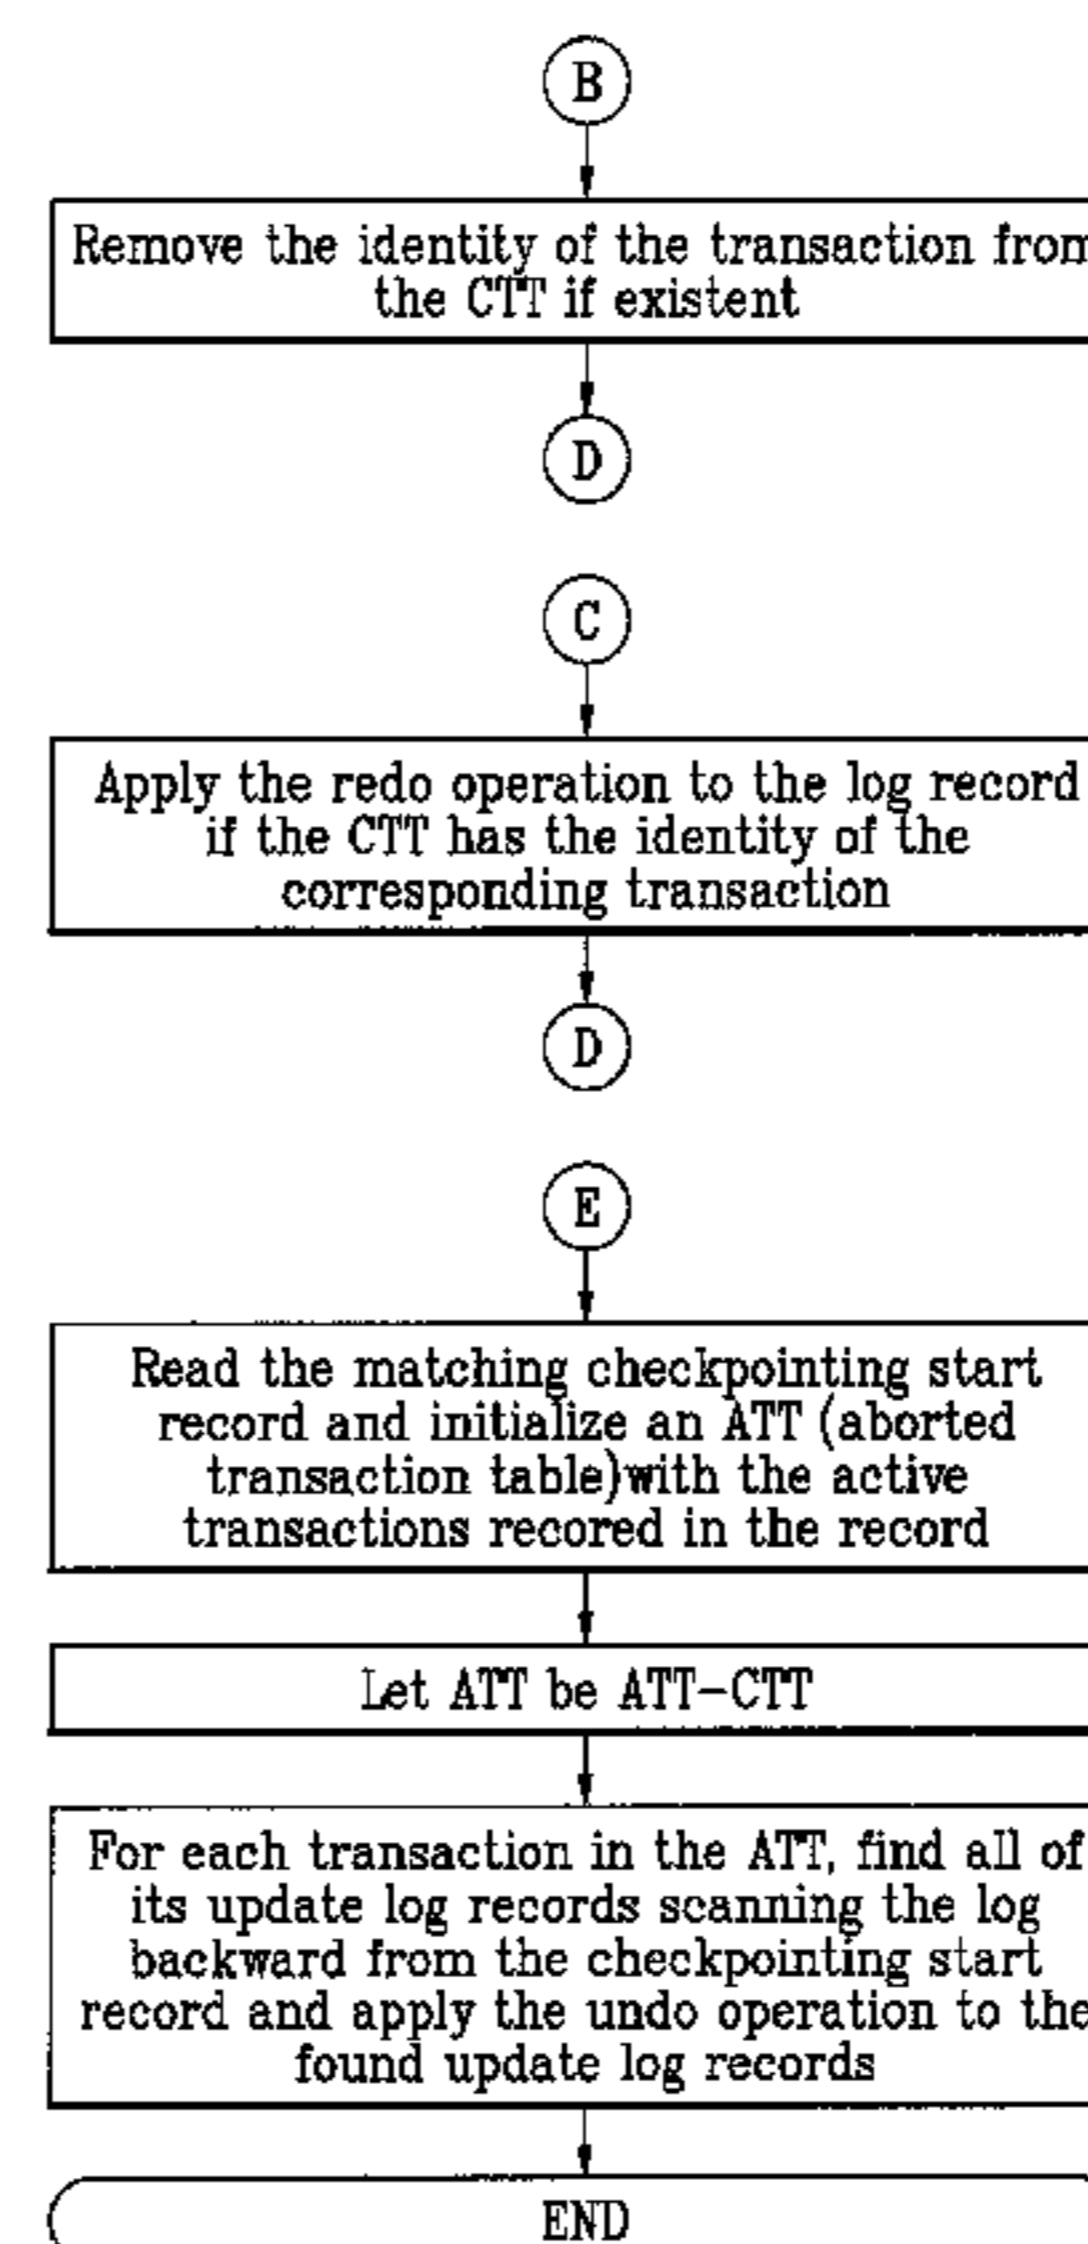 B
Remove the identity of the transaction from
the CTT if existent
D
C
Apply the redo operation to the log record
if the CTT has the identity of the
corresponding transaction
D
E
Read the matching checkpointing start
record and initialize an ATT (aborted
transaction table)with the active
transactions recored in the record
Let ATT be ATT-CTT
For each transaction in the ATT, find all of
its update log records scanning the log
backward from the checkpointing start
record and apply the undo operation to the
found update log records
END